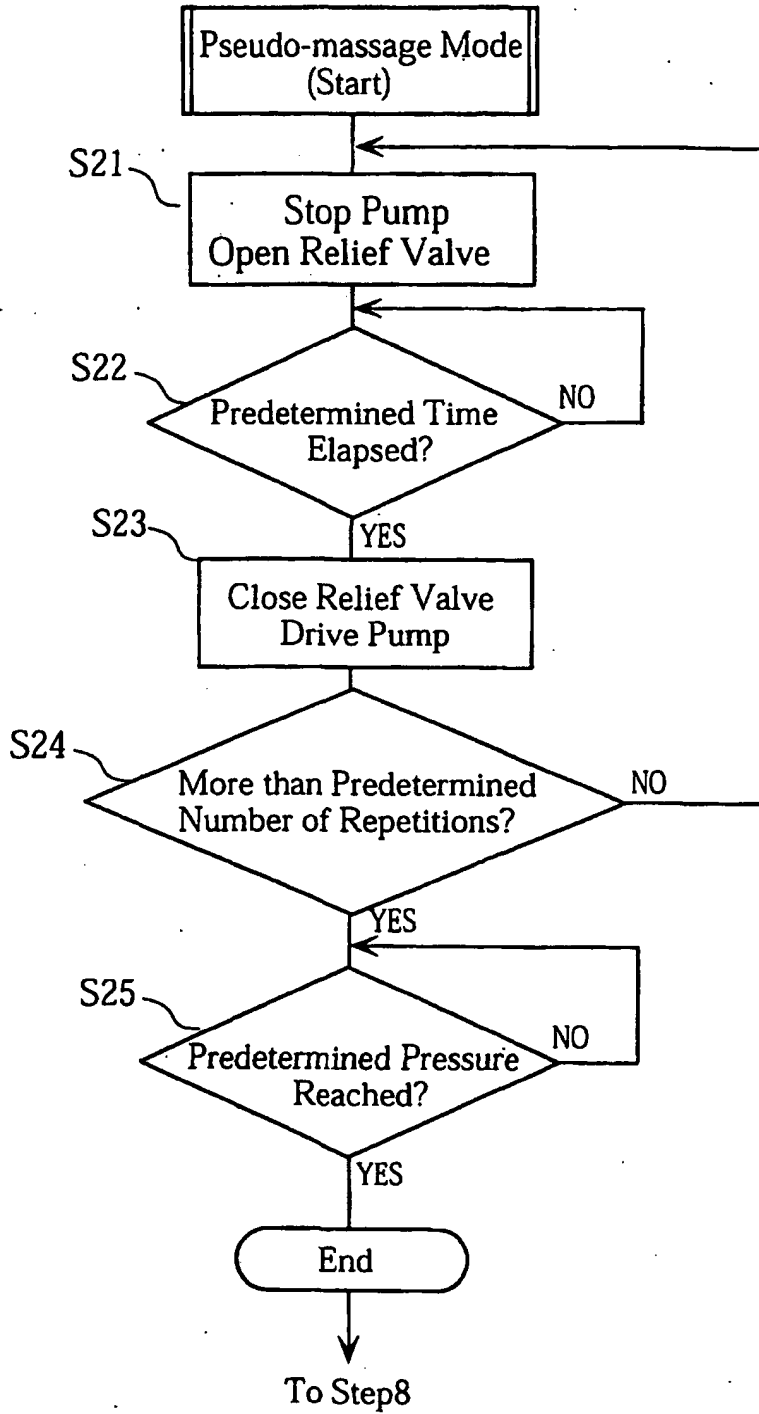 Pseudo-massage Mode
(Start)
S21
Stop Pump
Open Relief Valve
S22
Predetermined Time
Elapsed?
NO
YES
S23
Close Relief Valve
Drive Pump
S24
More than Predetermined
Number of Repetitions?
NO
YES
S25
Predetermined Pressure
Reached?
NO
YES
End
To Step8